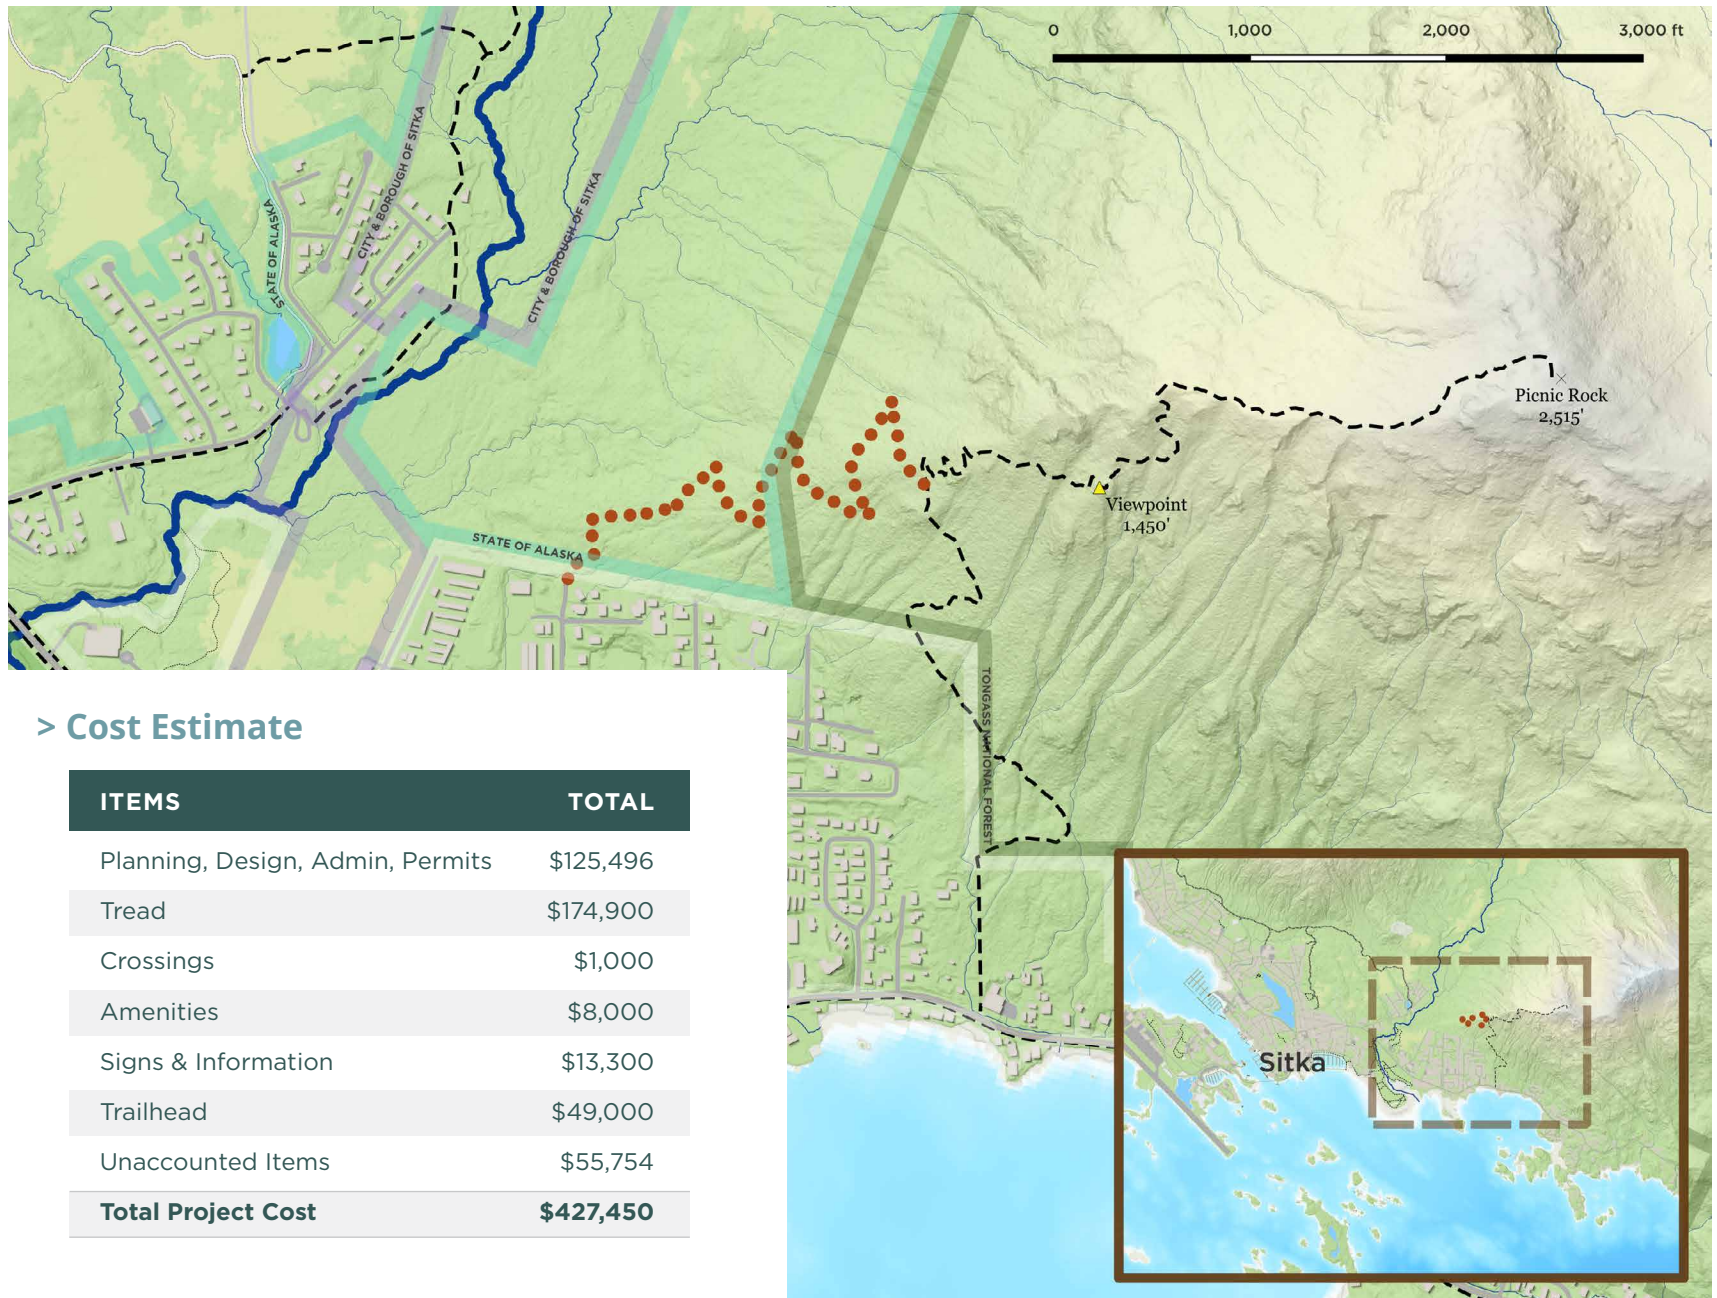 0 1,000 2,000 3,000 ft
CITY & BOROUGH OF SITKA
STATE OF ALASKA
CITY & BOROUGH OF SITKA
Picnic Rock
2,515'
Viewpoint
1,450'
STATE OF ALASKA
TONGASS NATIONAL FOREST
> Cost Estimate
ITEMS TOTAL
Planning, Design, Admin, Permits $125,496
Tread $174,900
Crossings $1,000
Amenities $8,000
Signs & Information $13,300
Trailhead $49,000
Unaccounted Items $55,754
Total Project Cost $427,450
Sitka